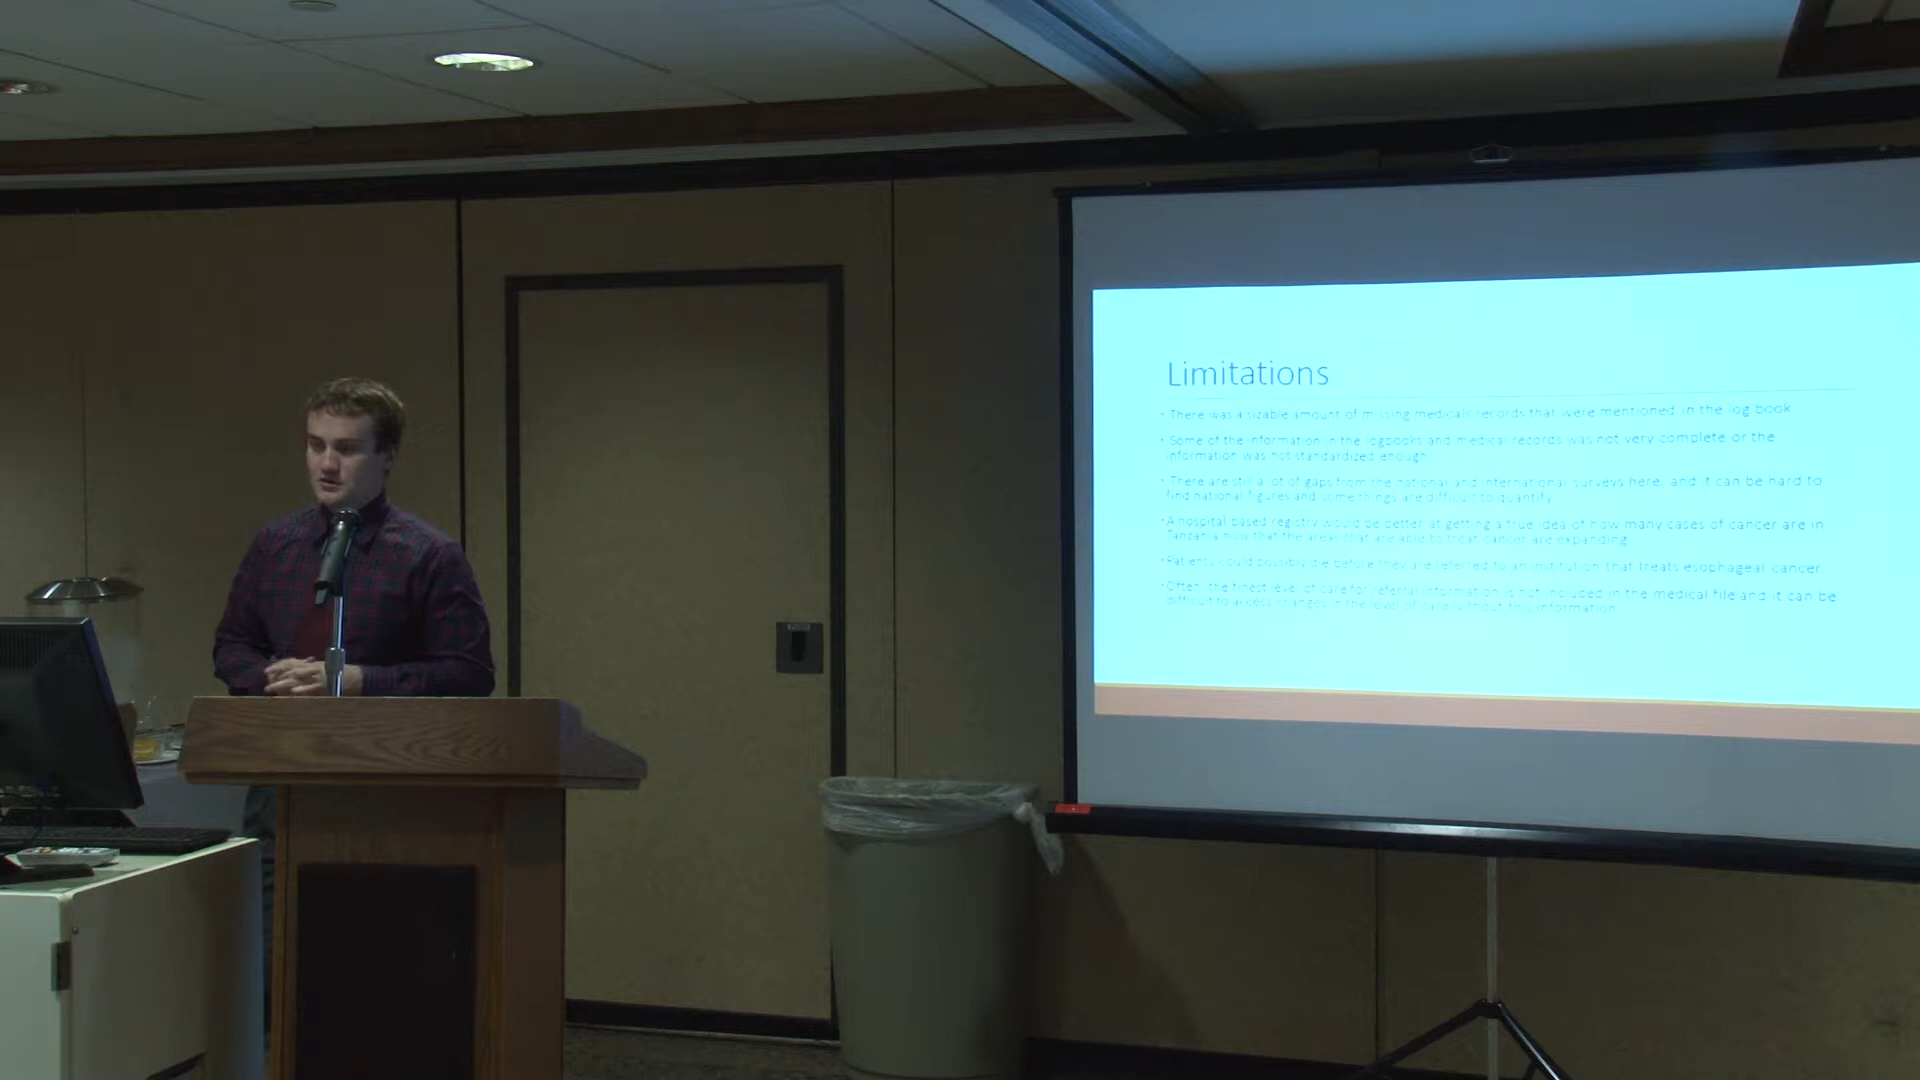 Limitations
• There was a sizable amount of missing medicals records that were mentioned in the log book
• Some of the information in the logbooks and medical records was not very complete or the
information was not standardized enough.
• There are still a lot of gaps from the national and international surveys here, and it can be hard to
find national figures and some things are difficult to quantify.
• A hospital based registry would be better at getting a true idea of how many cases of cancer are in
Tanzania now that the areas that are able to treat cancer are expanding.
• Patients could possibly die before they are referred to an institution that treats esophageal cancer.
• Often, the finest level of care for referral information is not included in the medical file and it can be
difficult to access changes in the level of care without this information.